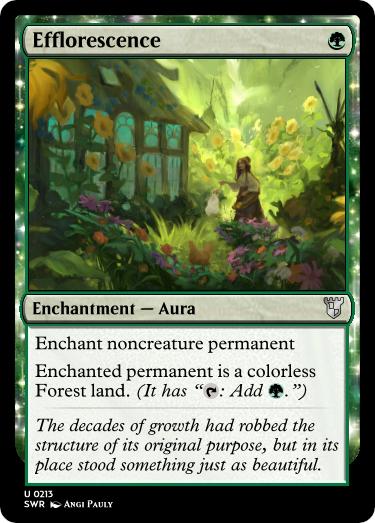 Efflorescence
Enchantment — Aura
Enchant noncreature permanent
Enchanted permanent is a colorless
Forest land. (It has “: Add .”)
The decades of growth had robbed the
structure of its original purpose, but in its
place stood something just as beautiful.
U 0213
SWR Angi Pauly